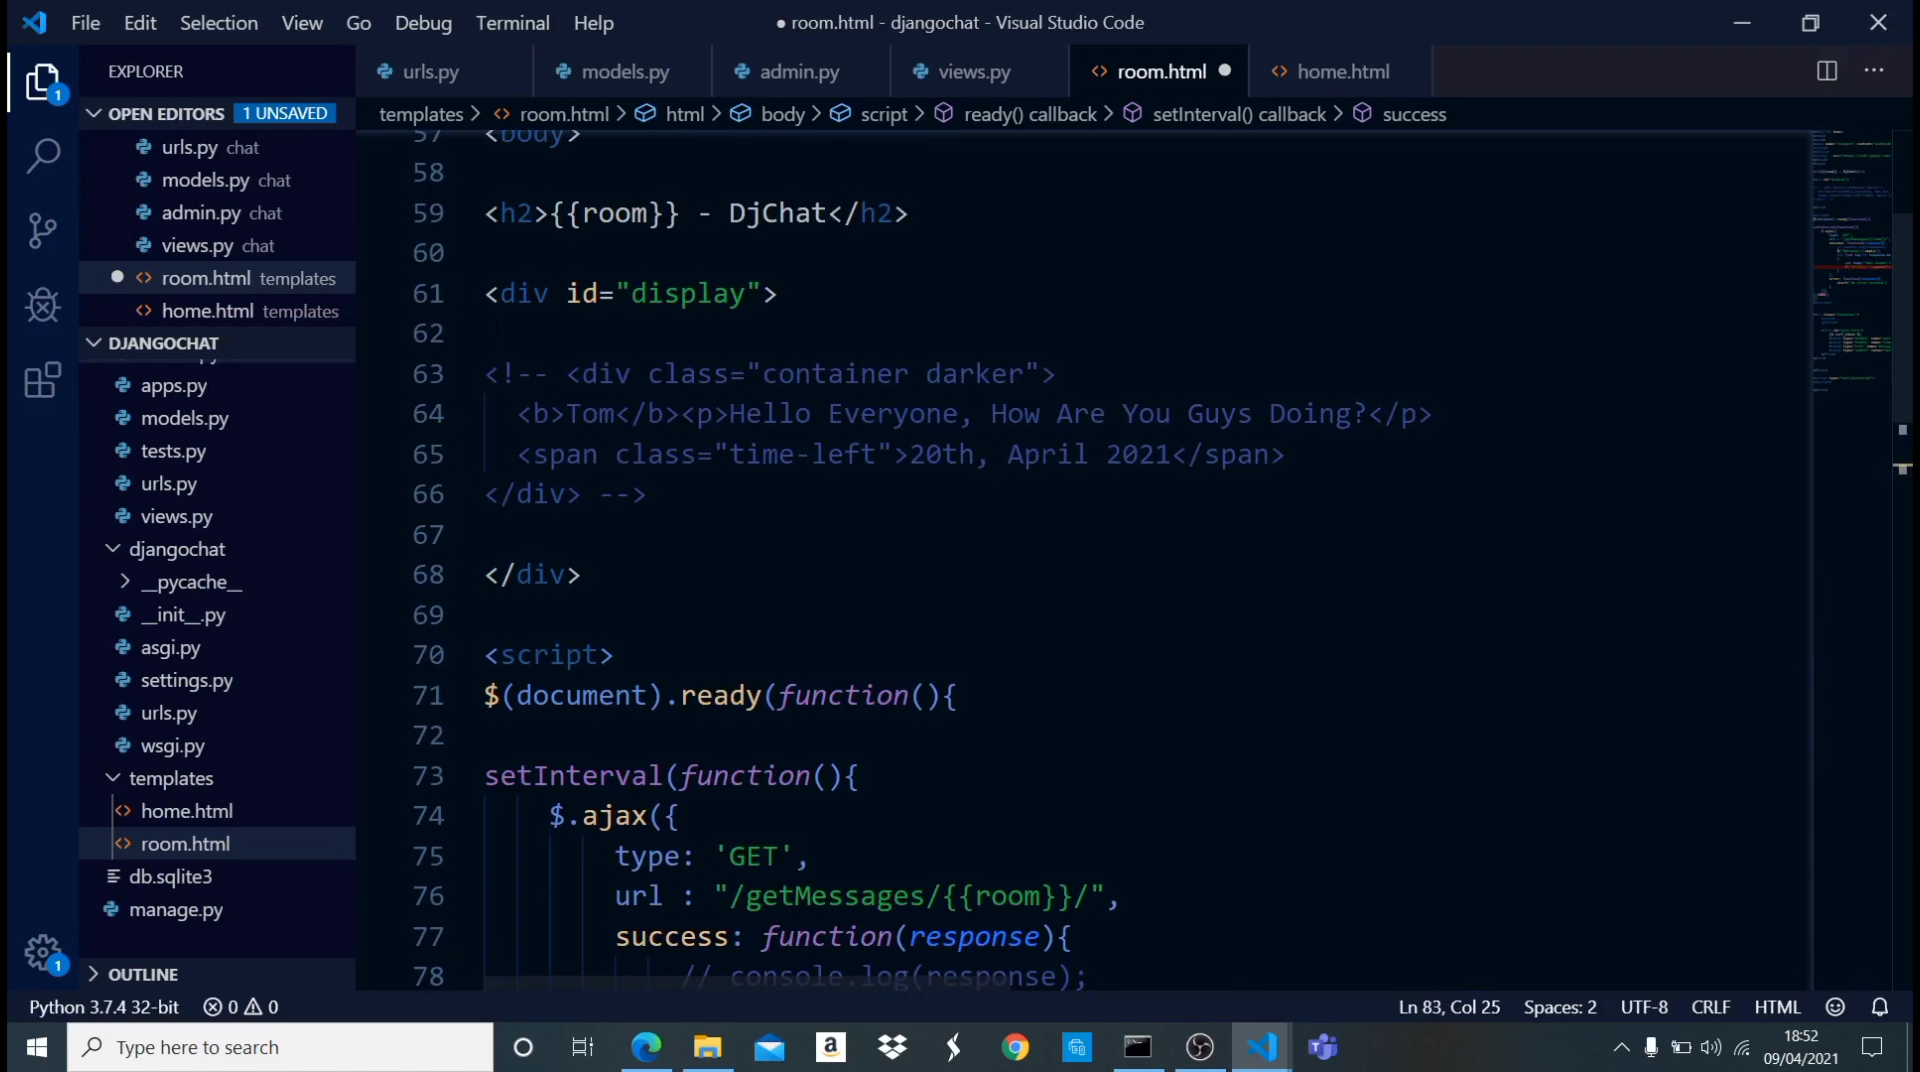 File Edit Selection View Go Debug Terminal Help
● room.html - djangochat - Visual Studio Code
EXPLORER
urls.py
models.py
admin.py
views.py
room.html
home.html
OPEN EDITORS 1 UNSAVED
templates > room.html > html > body > script > ready() callback > setInterval() callback > success
urls.py chat
models.py chat
admin.py chat
views.py chat
room.html templates
home.html templates
DJANGOCHAT
apps.py
models.py
tests.py
urls.py
views.py
djangochat
__pycache__
__init__.py
asgi.py
settings.py
urls.py
wsgi.py
templates
home.html
room.html
db.sqlite3
manage.py
OUTLINE
57 <body>
58
59 <h2>{{room}} - DjChat</h2>
60
61 <div id="display">
62
63 <!-- <div class="container darker">
64 <b>Tom</b><p>Hello Everyone, How Are You Guys Doing?</p>
65 <span class="time-left">20th, April 2021</span>
66 </div> -->
67
68 </div>
69
70 <script>
71 $(document).ready(function(){
72
73 setInterval(function(){
74 $.ajax({
75 type: 'GET',
76 url : "/getMessages/{{room}}/",
77 success: function(response){
78 // console.log(response);
1
1
Python 3.7.4 32-bit 0 0
Ln 83, Col 25 Spaces: 2 UTF-8 CRLF HTML
Type here to search
18:52
09/04/2021